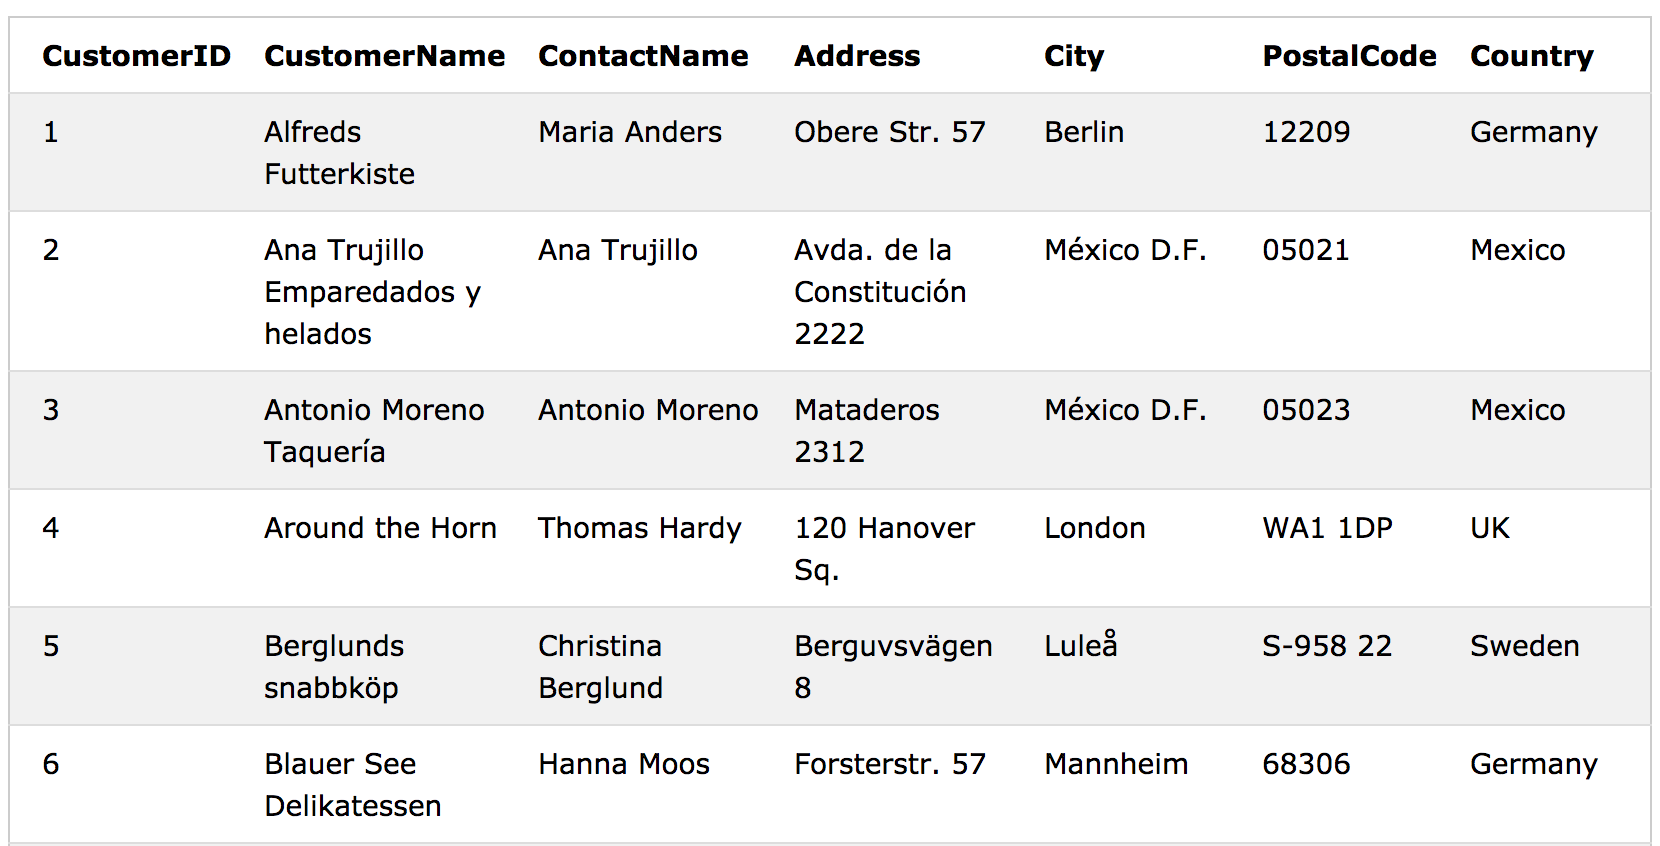 CustomerID CustomerName ContactName Address City PostalCode Country
1 Alfreds Maria Anders Obere Str. 57 Berlin 12209 Germany
Futterkiste
2 Ana Trujillo Ana Trujillo Avda. de la México D.F. 05021 Mexico
Emparedados y Constitución
helados 2222
3 Antonio Moreno Antonio Moreno Mataderos México D.F. 05023 Mexico
Taquería 2312
4 Around the Horn Thomas Hardy 120 Hanover London WA1 1DP UK
Sq.
5 Berglunds Christina Berguvsvägen Luleå S-958 22 Sweden
snabbköp Berglund 8
6 Blauer See Hanna Moos Forsterstr. 57 Mannheim 68306 Germany
Delikatessen